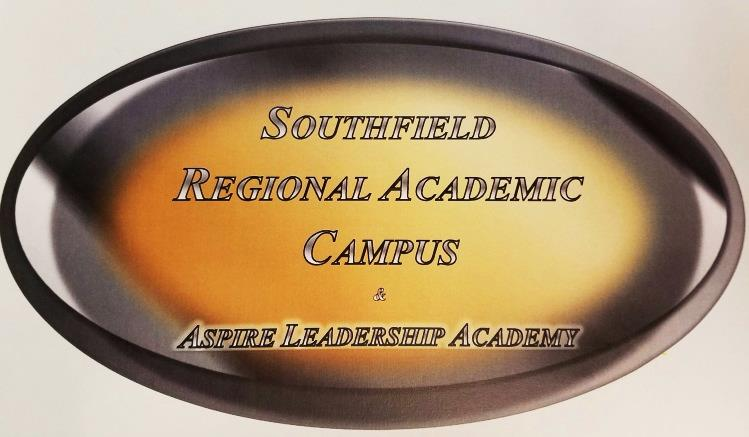 Southfield
Regional Academic
Campus
&
Aspire Leadership Academy